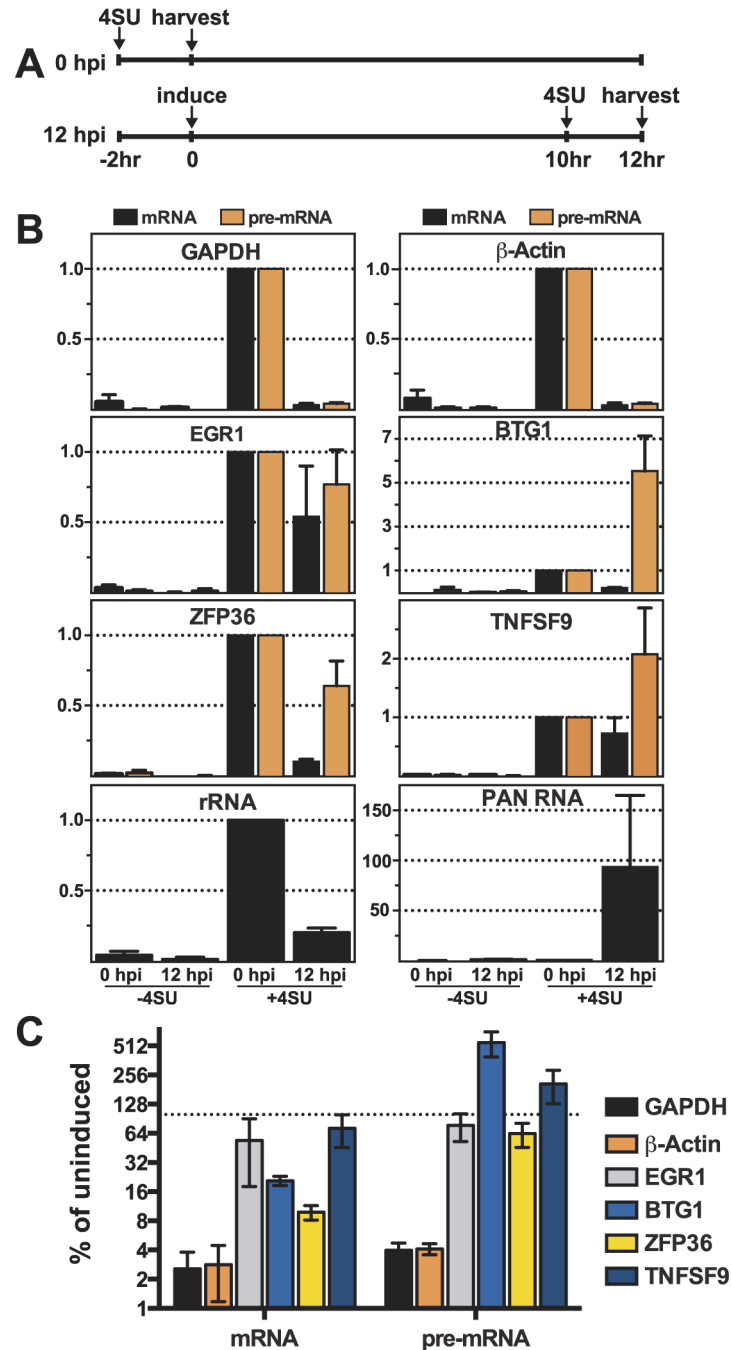 4SU harvest
A
0 hpi
induce 4SU harvest
12 hpi
-2hr 0 10hr 12hr
B
mRNA pre-mRNA mRNA pre-mRNA
GAPDH
1.0
0.5
β-Actin
1.0
0.5
EGR1
1.0
0.5
BTG1
7
5
3
1
ZFP36
1.0
0.5
TNFSF9
2
1
rRNA
1.0
0.5
PAN RNA
150
100
50
0 hpi 12 hpi 0 hpi 12 hpi 0 hpi 12 hpi 0 hpi 12 hpi
-4SU +4SU -4SU +4SU
C
% of uninduced
512
256
128
64
32
16
8
4
2
1
mRNA pre-mRNA
GAPDH
β-Actin
EGR1
BTG1
ZFP36
TNFSF9